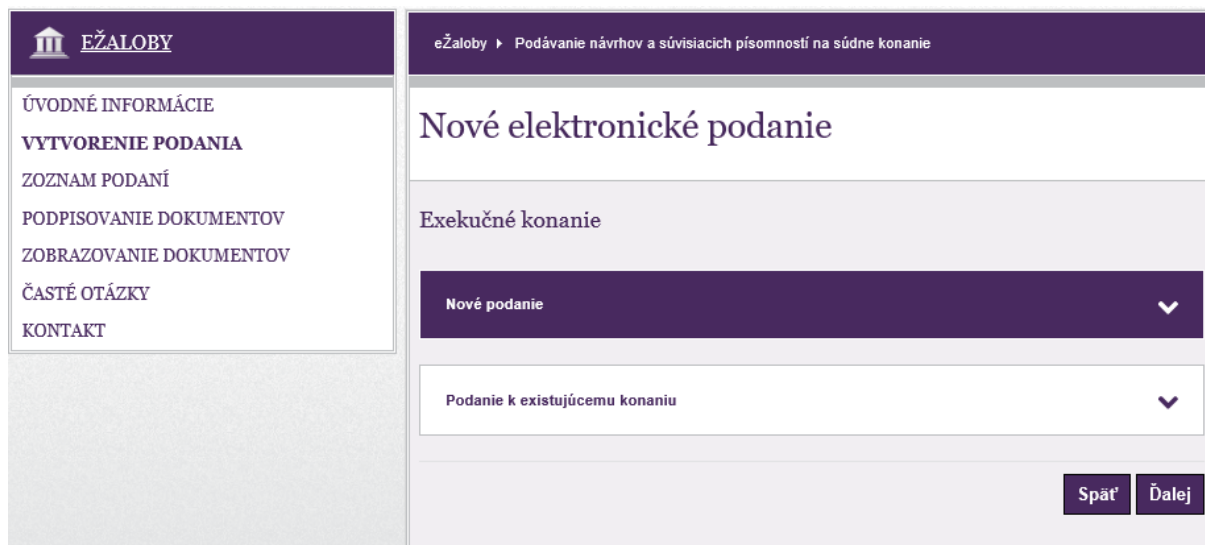 EŽALOBY
ÚVODNÉ INFORMÁCIE
VYTVORENIE PODANIA
ZOZNAM PODANÍ
PODPISOVANIE DOKUMENTOV
ZOBRAZOVANIE DOKUMENTOV
ČASTÉ OTÁZKY
KONTAKT
eŽaloby Podávanie návrhov a súvisiacich písomností na súdne konanie
Nové elektronické podanie
Exekučné konanie
Nové podanie
Podanie k existujúcemu konaniu
Späť Ďalej